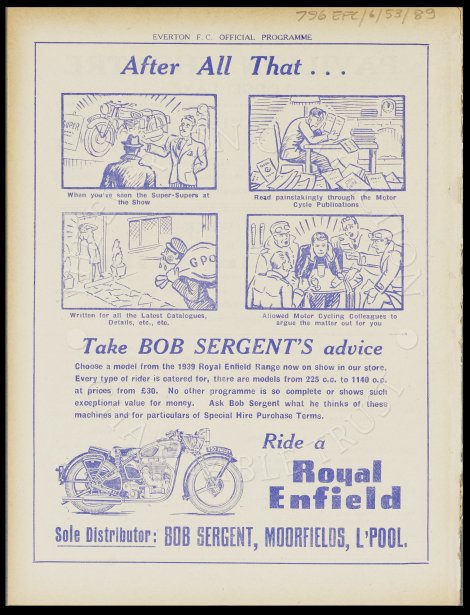 796 EFC/6/53/89
EVERTON F. C. OFFICIAL PROGRAMME
After All That . . .
When you've seen the Super-Supers at
the Show
Read painstakingly through the Motor
Cycle Publications
SUPER
GPO
Written for all the Latest Catalogues,
Details, etc., etc.
Allowed Motor Cycling Colleagues to
argue the matter out for you
Take BOB SERGENT'S advice
Choose a model from the 1939 Royal Enfield Range now on show in our store.
Every type of rider is catered for, there are models from 225 c.c. to 1140 c.c.
at prices from £30. No other programme is so complete or shows such
exceptional value for money. Ask Bob Sergent what he thinks of these
machines and for particulars of Special Hire Purchase Terms.
Ride a
Royal
Enfield
Sole Distributor: BOB SERGENT, MOORFIELDS, L'POOL.